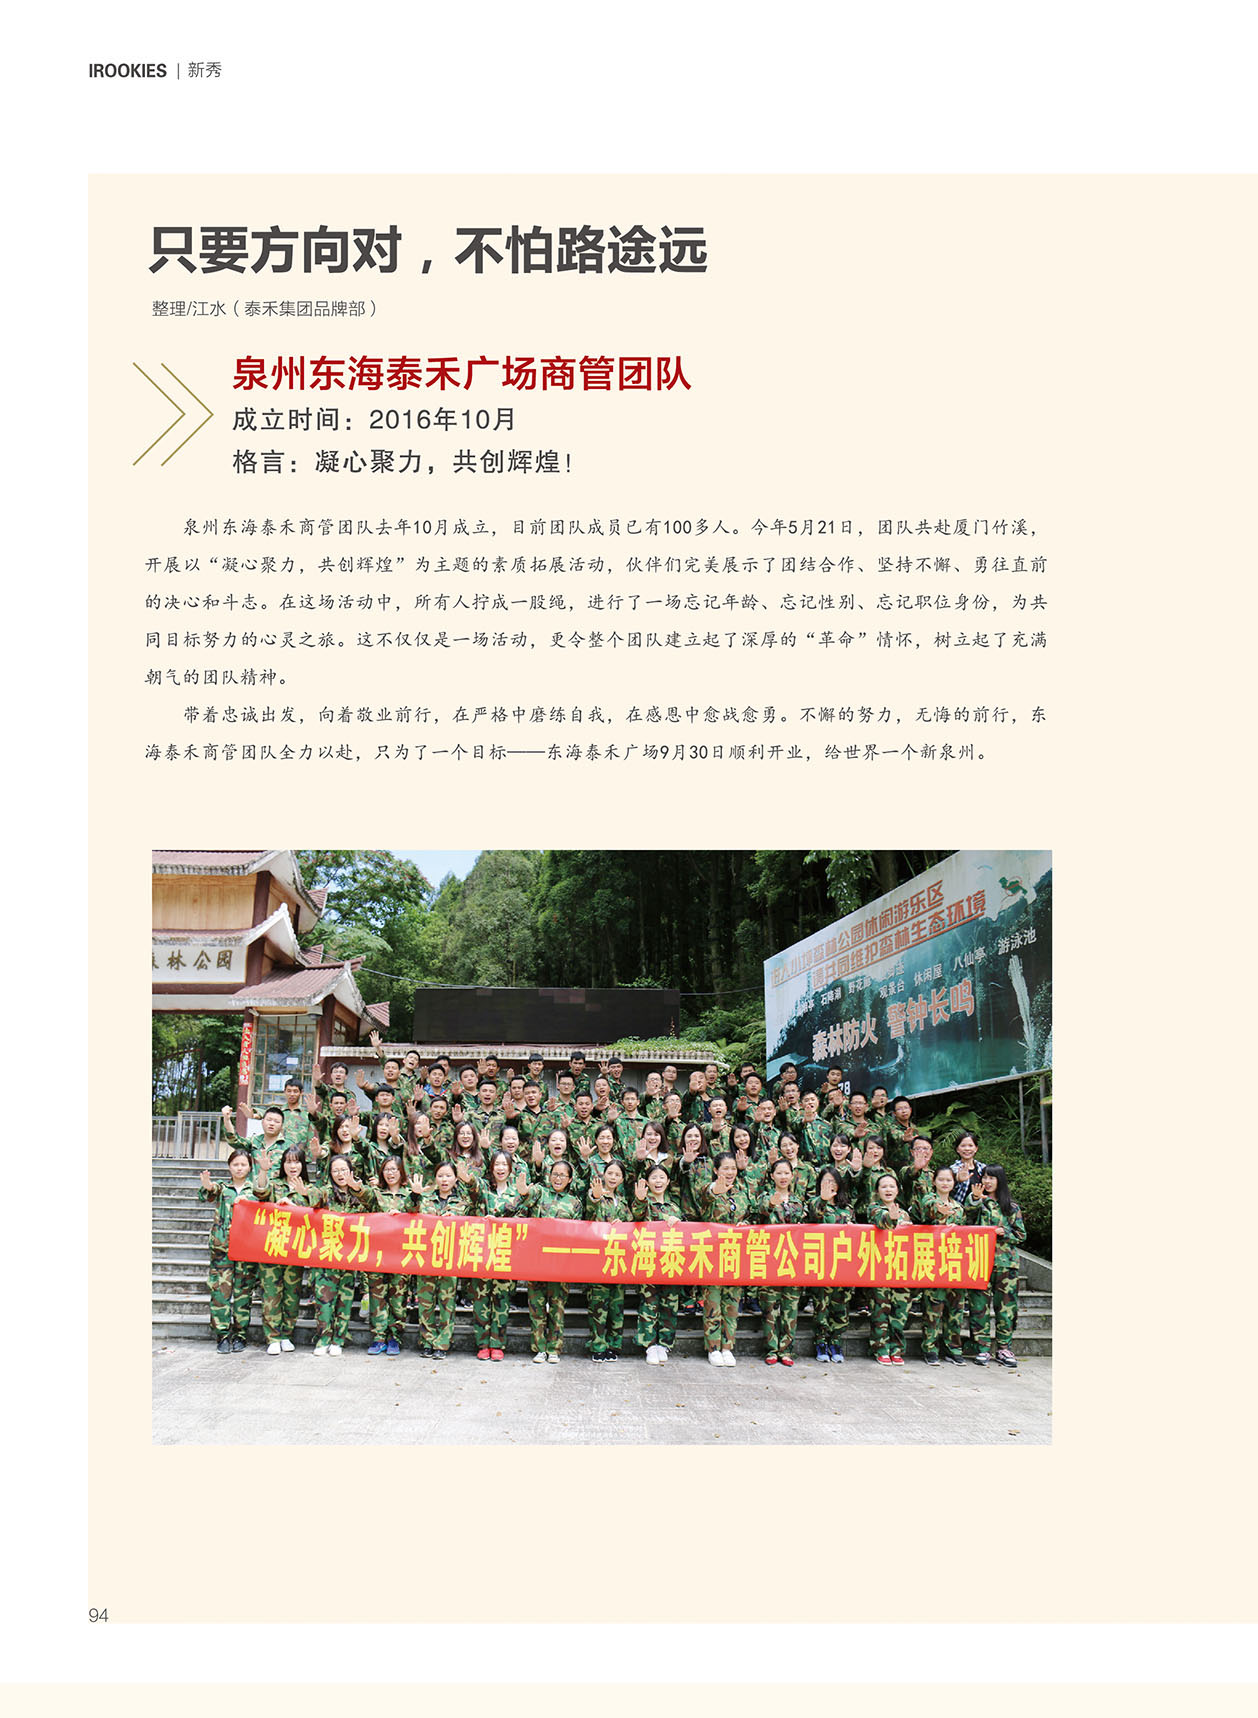 IROOKIES | 新秀
只要方向对，不怕路途远
整理/江水（泰禾集团品牌部）
泉州东海泰禾广场商管团队
成立时间：2016年10月
格言：凝心聚力，共创辉煌！
泉州东海泰禾商管团队去年10月成立，目前团队成员已有100多人。今年5月21日，团队共赴厦门竹溪，
开展以“凝心聚力，共创辉煌”为主题的素质拓展活动，伙伴们完美展示了团结合作、坚持不懈、勇往直前
的决心和斗志。在这场活动中，所有人拧成一股绳，进行了一场忘记年龄、忘记性别、忘记职位身份，为共
同目标努力的心灵之旅。这不仅仅是一场活动，更令整个团队建立起了深厚的“革命”情怀，树立起了充满
朝气的团队精神。
带着忠诚出发，向着敬业前行，在严格中磨练自我，在感恩中愈战愈勇。不懈的努力，无悔的前行，东
海泰禾商管团队全力以赴，只为了一个目标——东海泰禾广场9月30日顺利开业，给世界一个新泉州。
林公园
森林公园休闲游乐区
请共同维护森林生态环境
石降潮 野花 观景台 休闲屋 八仙亭 游泳池
森林防火 警钟长鸣
“凝心聚力，共创辉煌”——东海泰禾商管公司户外拓展培训
94